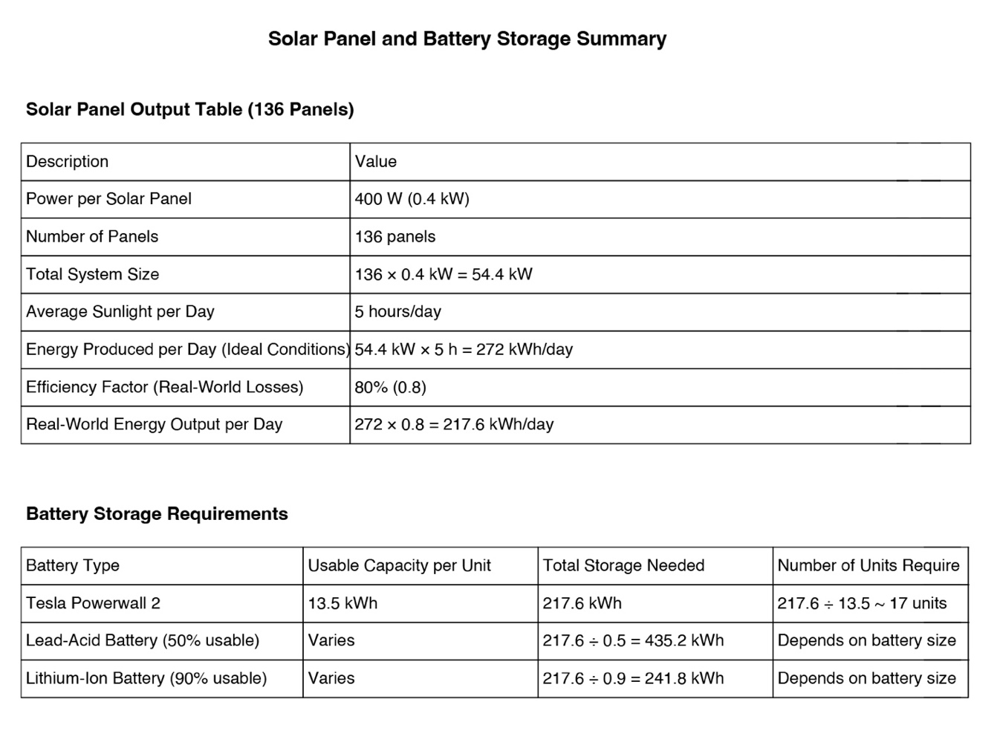 Solar Panel and Battery Storage Summary
Solar Panel Output Table (136 Panels)
Description Value
Power per Solar Panel 400 W (0.4 kW)
Number of Panels 136 panels
Total System Size 136 × 0.4 kW = 54.4 kW
Average Sunlight per Day 5 hours/day
Energy Produced per Day (Ideal Conditions) 54.4 kW × 5 h = 272 kWh/day
Efficiency Factor (Real-World Losses) 80% (0.8)
Real-World Energy Output per Day 272 × 0.8 = 217.6 kWh/day
Battery Storage Requirements
Battery Type Usable Capacity per Unit Total Storage Needed Number of Units Require
Tesla Powerwall 2 13.5 kWh 217.6 kWh 217.6 ÷ 13.5 ~ 17 units
Lead-Acid Battery (50% usable) Varies 217.6 ÷ 0.5 = 435.2 kWh Depends on battery size
Lithium-Ion Battery (90% usable) Varies 217.6 ÷ 0.9 = 241.8 kWh Depends on battery size